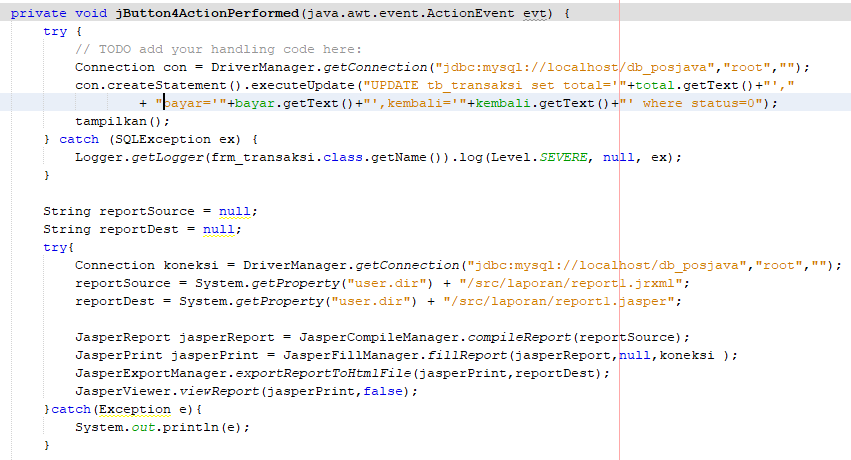 private void jButton4ActionPerformed(java.awt.event.ActionEvent evt) {
try {
// TODO add your handling code here:
Connection con = DriverManager.getConnection("jdbc:mysql://localhost/db_posjava","root","");
con.createStatement().executeUpdate("UPDATE tb_transaksi set total='"+total.getText()+"',"
+ "bayar='"+bayar.getText()+"',kembali='"+kembali.getText()+"' where status=0");
tampilkan();
} catch (SQLException ex) {
Logger.getLogger(frm_transaksi.class.getName()).log(Level.SEVERE, null, ex);
}
String reportSource = null;
String reportDest = null;
try{
Connection koneksi = DriverManager.getConnection("jdbc:mysql://localhost/db_posjava","root","");
reportSource = System.getProperty("user.dir") + "/src/laporan/report1.jrxml";
reportDest = System.getProperty("user.dir") + "/src/laporan/report1.jasper";
JasperReport jasperReport = JasperCompileManager.compileReport(reportSource);
JasperPrint jasperPrint = JasperFillManager.fillReport(jasperReport,null,koneksi );
JasperExportManager.exportReportToHtmlFile(jasperPrint,reportDest);
JasperViewer.viewReport(jasperPrint,false);
}catch(Exception e){
System.out.println(e);
}